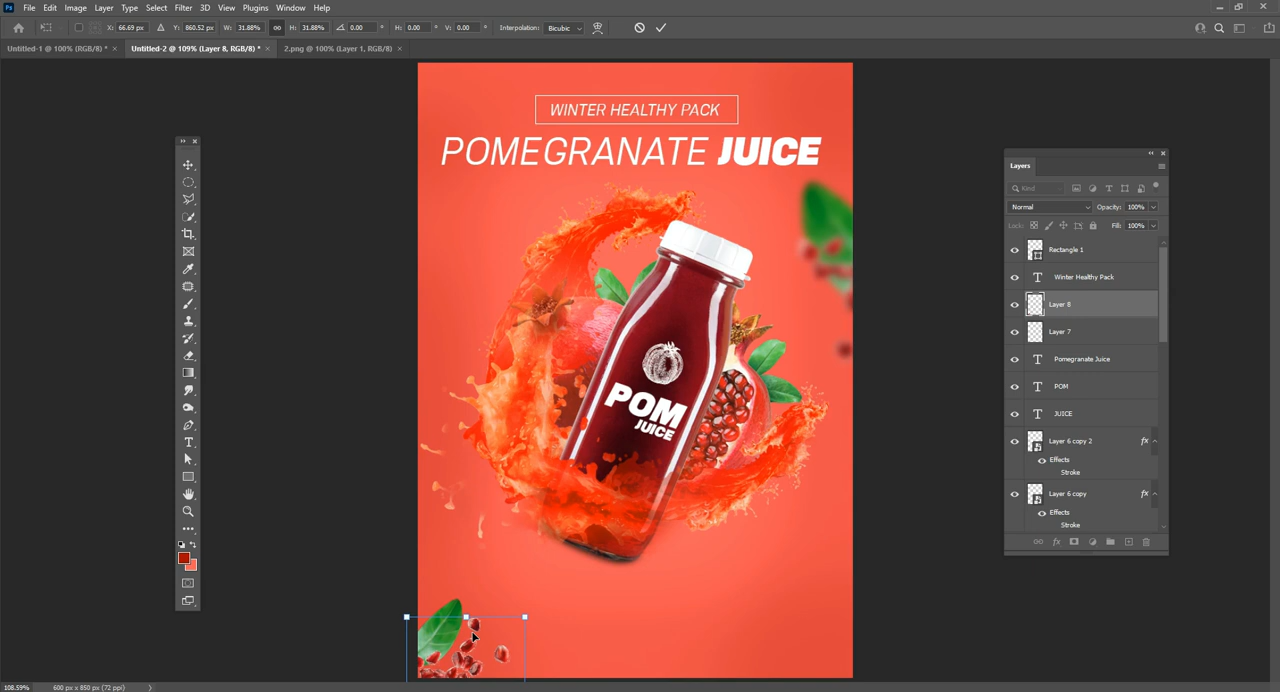 Ps File Edit Image Layer Type Select Filter 3D View Plugins Window Help
X: 66.69 px Y: 860.52 px W: 31.88% H: 31.88% 0.00 H: 0.00 V: 0.00 Interpolation: Bicubic
Untitled-1 @ 100% (RGB/8) * × Untitled-2 @ 109% (Layer 8, RGB/8) * × 2.png @ 100% (Layer 1, RGB/8) ×
WINTER HEALTHY PACK
POMEGRANATE JUICE
POM
JUICE
Layers
Kind
Normal Opacity: 100%
Lock: Fill: 100%
Rectangle 1
T Winter Healthy Pack
Layer 8
Layer 7
T Pomegranate Juice
T POM
T JUICE
Layer 6 copy 2 fx
Effects
Stroke
Layer 6 copy fx
Effects
Stroke
fx
108.59% 600 px x 850 px (72 ppi)